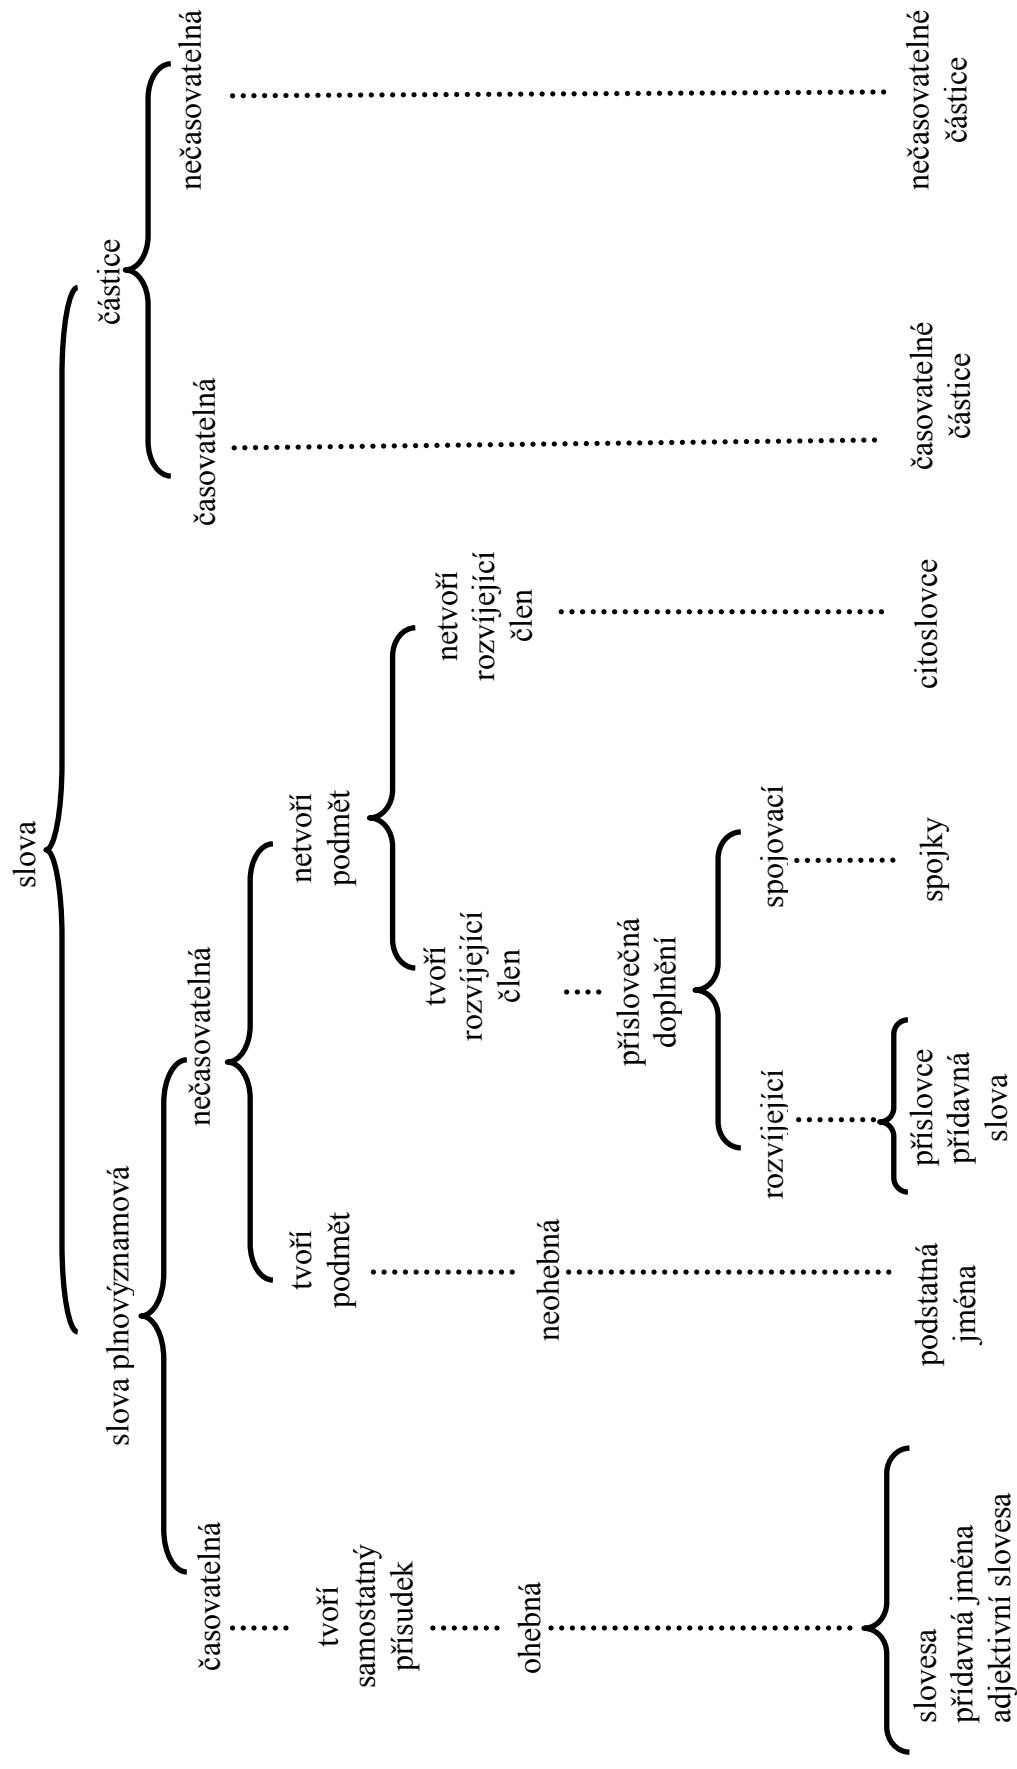 slova
slova plnovýznamová
částice
časovatelná
nečasovatelná
časovatelná
nečasovatelná
tvoří
samostatný
přísudek
tvoří
podmět
netvoří
podmět
tvoří
rozvíjející
člen
netvoří
rozvíjející
člen
ohebná
neohebná
příslovečná
doplnění
rozvíjející
spojovací
slovesa
přídavná jména
adjektivní slovesa
podstatná
jména
příslovce
přídavná
slova
spojky
citoslovce
časovatelné
částice
nečasovatelné
částice